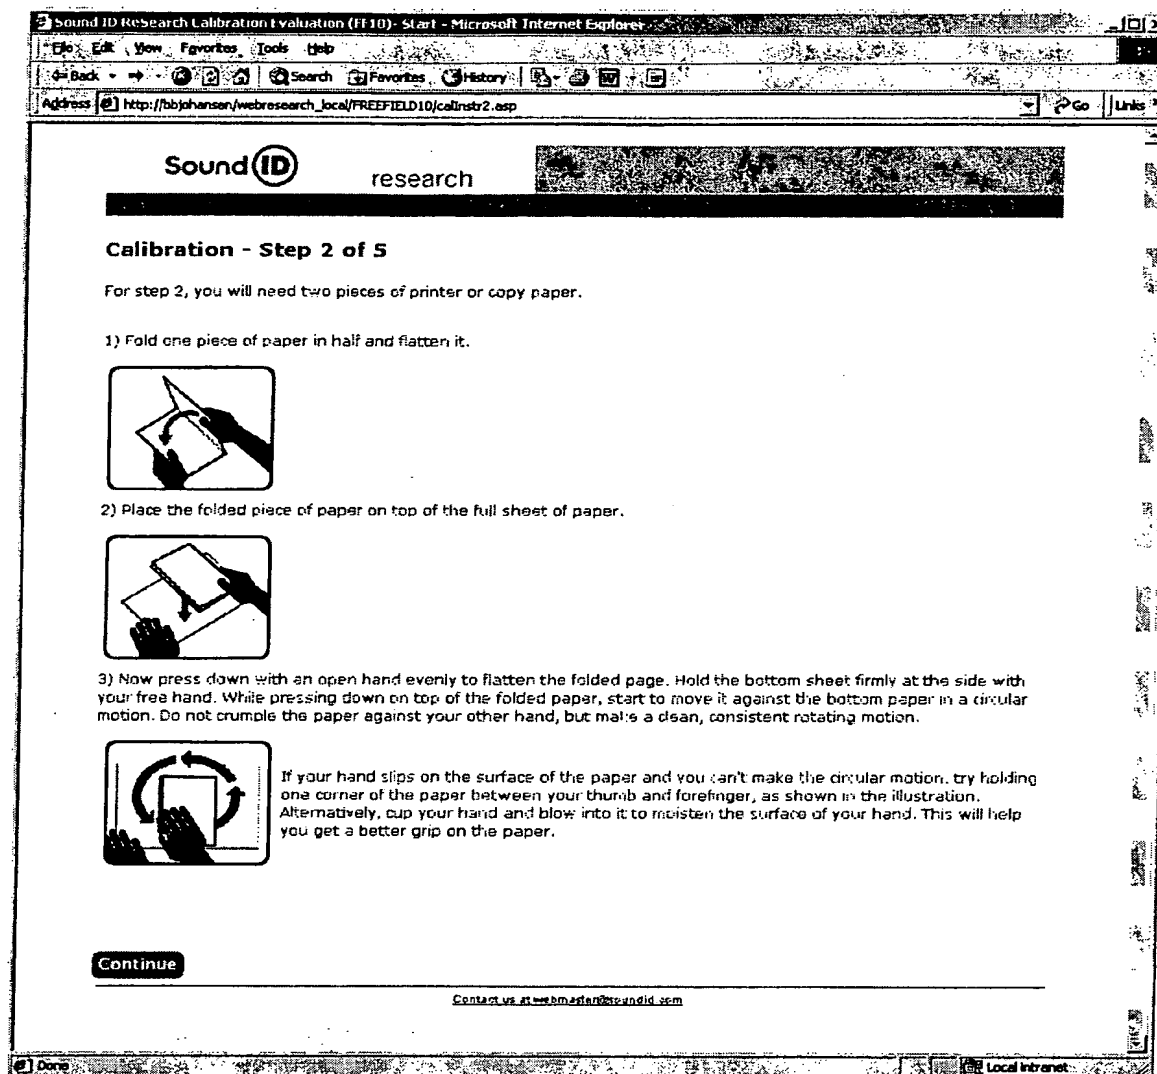 Sound ID ReSearch Calibration Evaluation (FF10)- Start - Microsoft Internet Explorer
File Edit View Favorites Tools Help
Back Search Favorites History
Address http://bbjohansen/webresearch_local/FREEFIELD10/calInstr2.asp Go Links
Sound ID research
Calibration - Step 2 of 5
For step 2, you will need two pieces of printer or copy paper.
1) Fold one piece of paper in half and flatten it.
2) Place the folded piece of paper on top of the full sheet of paper.
3) Now press down with an open hand evenly to flatten the folded page. Hold the bottom sheet firmly at the side with
your free hand. While pressing down on top of the folded paper, start to move it against the bottom paper in a circular
motion. Do not crumple the paper against your other hand, but make a clean, consistent rotating motion.
If your hand slips on the surface of the paper and you can't make the circular motion, try holding
one corner of the paper between your thumb and forefinger, as shown in the illustration.
Alternatively, cup your hand and blow into it to moisten the surface of your hand. This will help
you get a better grip on the paper.
Continue
Contact us at webmaster@soundid.com
Done Local intranet